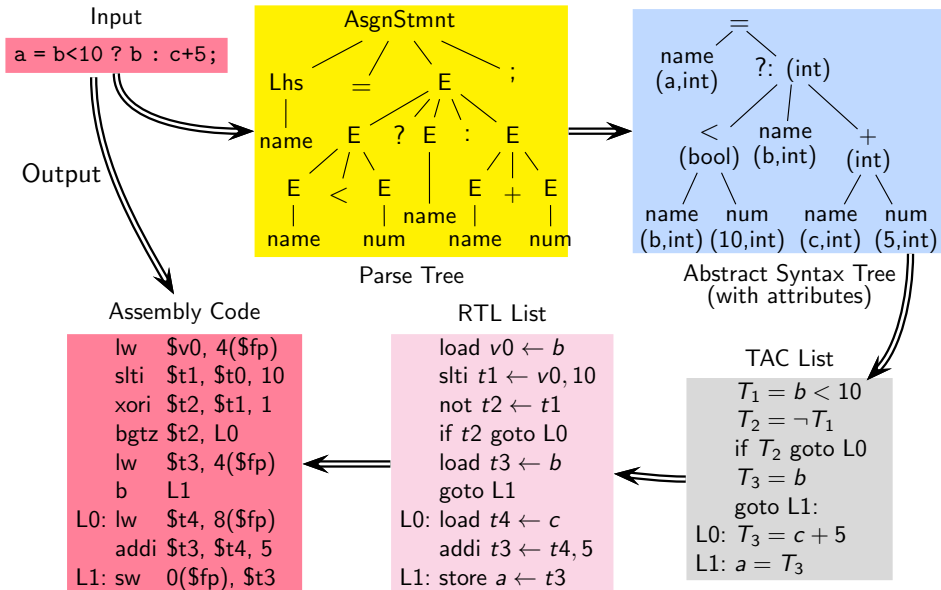 Input
a = b<10 ? b : c+5;
Output
AsgnStmnt
Lhs = E ;
name E ? E : E
E < E name E + E
name num name num
Parse Tree
=
name ?: (int)
(a,int)
< name +
(bool) (b,int) (int)
name num name num
(b,int) (10,int) (c,int) (5,int)
Abstract Syntax Tree
(with attributes)
Assembly Code
lw $v0, 4($fp)
slti $t1, $t0, 10
xori $t2, $t1, 1
bgtz $t2, L0
lw $t3, 4($fp)
b L1
L0: lw $t4, 8($fp)
addi $t3, $t4, 5
L1: sw 0($fp), $t3
RTL List
load v0 ← b
slti t1 ← v0, 10
not t2 ← t1
if t2 goto L0
load t3 ← b
goto L1
L0: load t4 ← c
addi t3 ← t4, 5
L1: store a ← t3
TAC List
T₁ = b < 10
T₂ = ¬T₁
if T₂ goto L0
T₃ = b
goto L1:
L0: T₃ = c + 5
L1: a = T₃